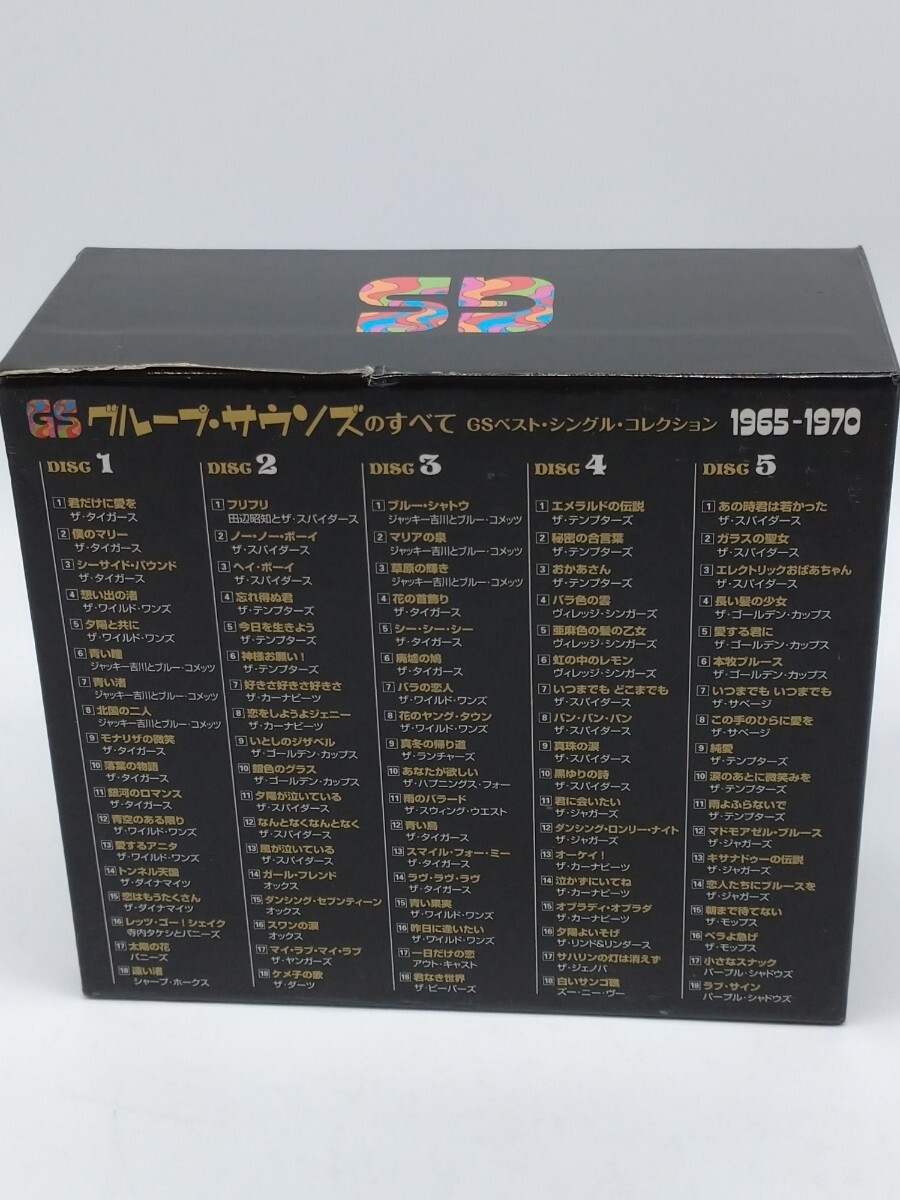 GS
GS グループ・サウンズのすべて GSベスト・シングル・コレクション 1965-1970
DISC 1
1 君だけに愛を
ザ・タイガース
2 僕のマリー
ザ・タイガース
3 シーサイド・バウンド
ザ・タイガース
4 想い出の渚
ザ・ワイルド・ワンズ
5 夕陽と共に
ザ・ワイルド・ワンズ
6 青い瞳
ジャッキー吉川とブルー・コメッツ
7 青い渚
ジャッキー吉川とブルー・コメッツ
8 北国の二人
ジャッキー吉川とブルー・コメッツ
9 モナリザの微笑
ザ・タイガース
10 落葉の物語
ザ・タイガース
11 銀河のロマンス
ザ・タイガース
12 青空のある限り
ザ・ワイルド・ワンズ
13 愛するアニタ
ザ・ワイルド・ワンズ
14 トンネル天国
ザ・ダイナマイツ
15 恋はもうたくさん
ザ・ダイナマイツ
16 レッツ・ゴー!シェイク
寺内タケシとバニーズ
17 太陽の花
バニーズ
18 遠い渚
シャープ・ホークス
DISC 2
1 フリフリ
田辺昭知とザ・スパイダース
2 ノー・ノー・ボーイ
ザ・スパイダース
3 ヘイ・ボーイ
ザ・スパイダース
4 忘れ得ぬ君
ザ・テンプターズ
5 今日を生きよう
ザ・テンプターズ
6 神様お願い!
ザ・テンプターズ
7 好きさ好きさ好きさ
ザ・カーナビーツ
8 恋をしようよジェニー
ザ・カーナビーツ
9 いとしのジザベル
ザ・ゴールデン・カップス
10 銀色のグラス
ザ・ゴールデン・カップス
11 夕陽が泣いている
ザ・スパイダース
12 なんとなくなんとなく
ザ・スパイダース
13 風が泣いている
ザ・スパイダース
14 ガール・フレンド
オックス
15 ダンシング・セブンティーン
オックス
16 スワンの涙
オックス
17 マイ・ラブ・マイ・ラブ
ザ・ヤンガーズ
18 ケメ子の歌
ザ・ダーツ
DISC 3
1 ブルー・シャトウ
ジャッキー吉川とブルー・コメッツ
2 マリアの泉
ジャッキー吉川とブルー・コメッツ
3 草原の輝き
ジャッキー吉川とブルー・コメッツ
4 花の首飾り
ザ・タイガース
5 シー・シー・シー
ザ・タイガース
6 廃墟の鳩
ザ・タイガース
7 バラの恋人
ザ・ワイルド・ワンズ
8 花のヤング・タウン
ザ・ワイルド・ワンズ
9 真冬の帰り道
ザ・ランチャーズ
10 あなたが欲しい
ザ・ハプニングス・フォー
11 雨のバラード
ザ・スウィング・ウエスト
12 青い鳥
ザ・タイガース
13 スマイル・フォー・ミー
ザ・タイガース
14 ラヴ・ラヴ・ラヴ
ザ・タイガース
15 青い果実
ザ・ワイルド・ワンズ
16 昨日に逢いたい
ザ・ワイルド・ワンズ
17 一日だけの恋
アウト・キャスト
18 君なき世界
ザ・ビーバーズ
DISC 4
1 エメラルドの伝説
ザ・テンプターズ
2 秘密の合言葉
ザ・テンプターズ
3 おかあさん
ザ・テンプターズ
4 バラ色の雲
ヴィレッジ・シンガーズ
5 亜麻色の髪の乙女
ヴィレッジ・シンガーズ
6 虹の中のレモン
ヴィレッジ・シンガーズ
7 いつまでも どこまでも
ザ・スパイダース
8 バン・バン・バン
ザ・スパイダース
9 真珠の涙
ザ・スパイダース
10 黒ゆりの詩
ザ・スパイダース
11 君に会いたい
ザ・ジャガーズ
12 ダンシング・ロンリー・ナイト
ザ・ジャガーズ
13 オーケイ!
ザ・カーナビーツ
14 泣かずにいてね
ザ・カーナビーツ
15 オブラディ・オブラダ
ザ・カーナビーツ
16 夕陽よいそげ
ザ・リンド&リンダース
17 サハリンの灯は消えず
ザ・ジェノバ
18 白いサンゴ礁
ズー・ニー・ヴー
DISC 5
1 あの時君は若かった
ザ・スパイダース
2 ガラスの聖女
ザ・スパイダース
3 エレクトリックおばあちゃん
ザ・スパイダース
4 長い髪の少女
ザ・ゴールデン・カップス
5 愛する君に
ザ・ゴールデン・カップス
6 本牧ブルース
ザ・ゴールデン・カップス
7 いつまでも いつまでも
ザ・サベージ
8 この手のひらに愛を
ザ・サベージ
9 純愛
ザ・テンプターズ
10 涙のあとに微笑みを
ザ・テンプターズ
11 雨よふらないで
ザ・テンプターズ
12 マドモアゼル・ブルース
ザ・ジャガーズ
13 キサナドゥーの伝説
ザ・ジャガーズ
14 恋人たちにブルースを
ザ・ジャガーズ
15 朝まで待てない
ザ・モップス
16 ベラよ急げ
ザ・モップス
17 小さなスナック
パープル・シャドウズ
18 ラブ・サイン
パープル・シャドウズ